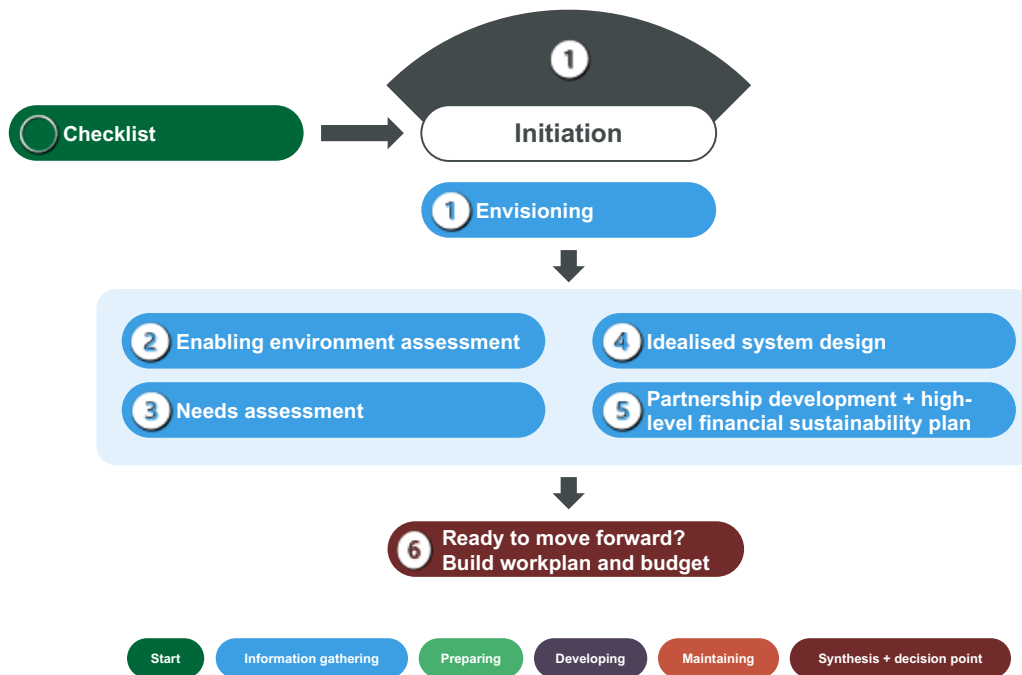 1
Checklist
Initiation
1 Envisioning
2 Enabling environment assessment
3 Needs assessment
4 Idealised system design
5 Partnership development + high-
level financial sustainability plan
6 Ready to move forward?
Build workplan and budget
Start
Information gathering
Preparing
Developing
Maintaining
Synthesis + decision point